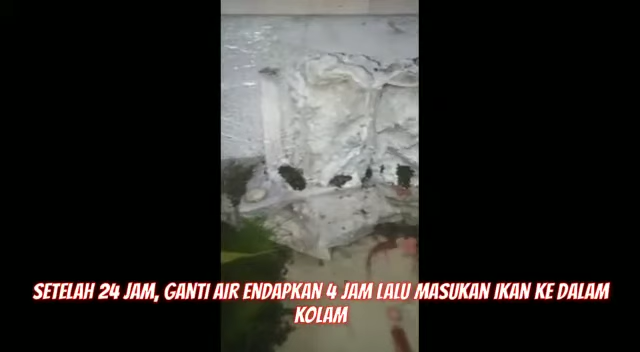 SETELAH 24 JAM, GANTI AIR ENDAPKAN 4 JAM LALU MASUKAN IKAN KE DALAM
KOLAM